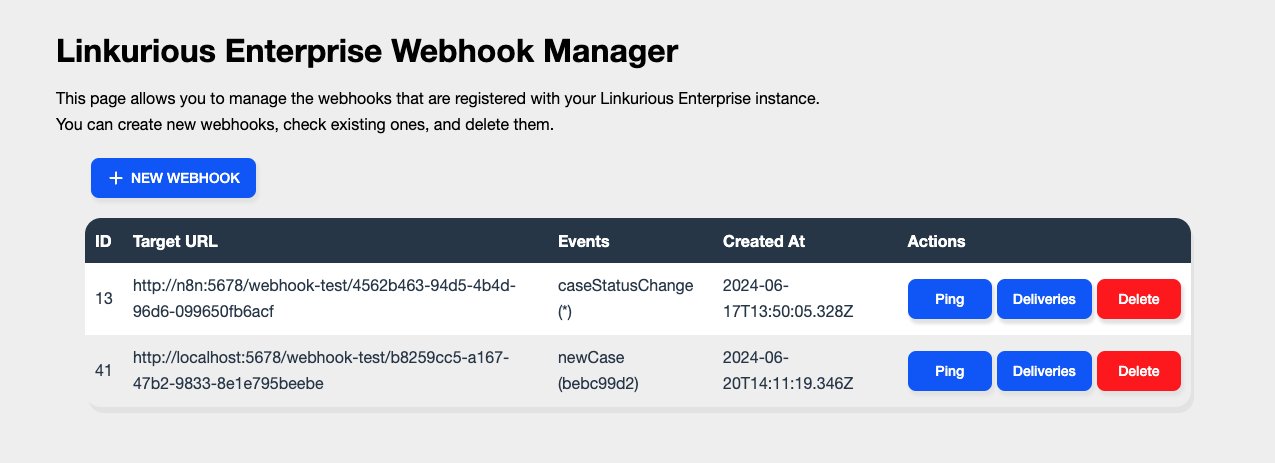 Linkurious Enterprise Webhook Manager
This page allows you to manage the webhooks that are registered with your Linkurious Enterprise instance.
You can create new webhooks, check existing ones, and delete them.
+ NEW WEBHOOK
ID Target URL Events Created At Actions
13 http://n8n:5678/webhook-test/4562b463-94d5-4b4d-
96d6-099650fb6acf caseStatusChange
(*) 2024-06-
17T13:50:05.328Z Ping Deliveries Delete
41 http://localhost:5678/webhook-test/b8259cc5-a167-
47b2-9833-8e1e795beebe newCase
(bebc99d2) 2024-06-
20T14:11:19.346Z Ping Deliveries Delete